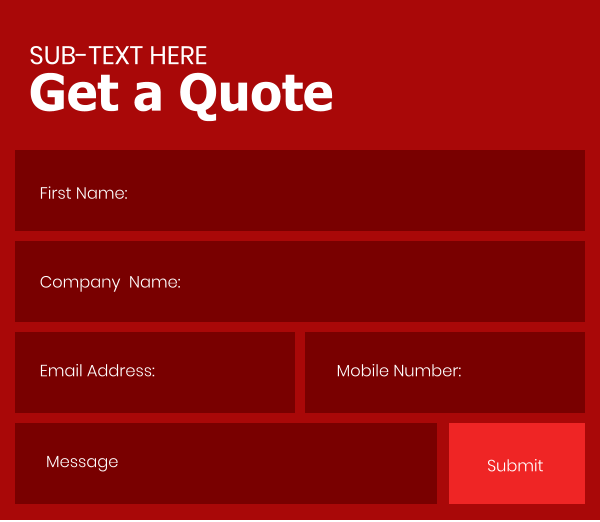 SUB-TEXT HERE
Get a Quote
First Name:
Company  Name:
Email Address:
Mobile Number:
Message
Submit